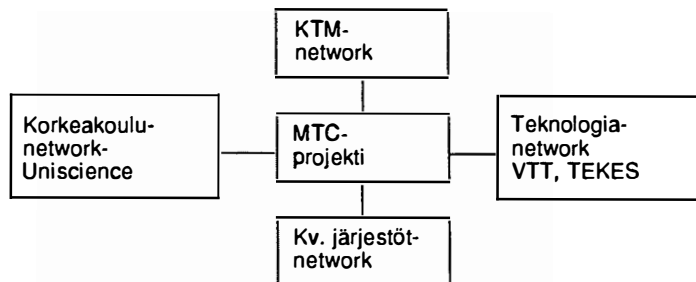 KTM-
network
Korkeakoulu-
network-
Uniscience
MTC-
projekti
Teknologia-
network
VTT, TEKES
Kv. järjestöt-
network